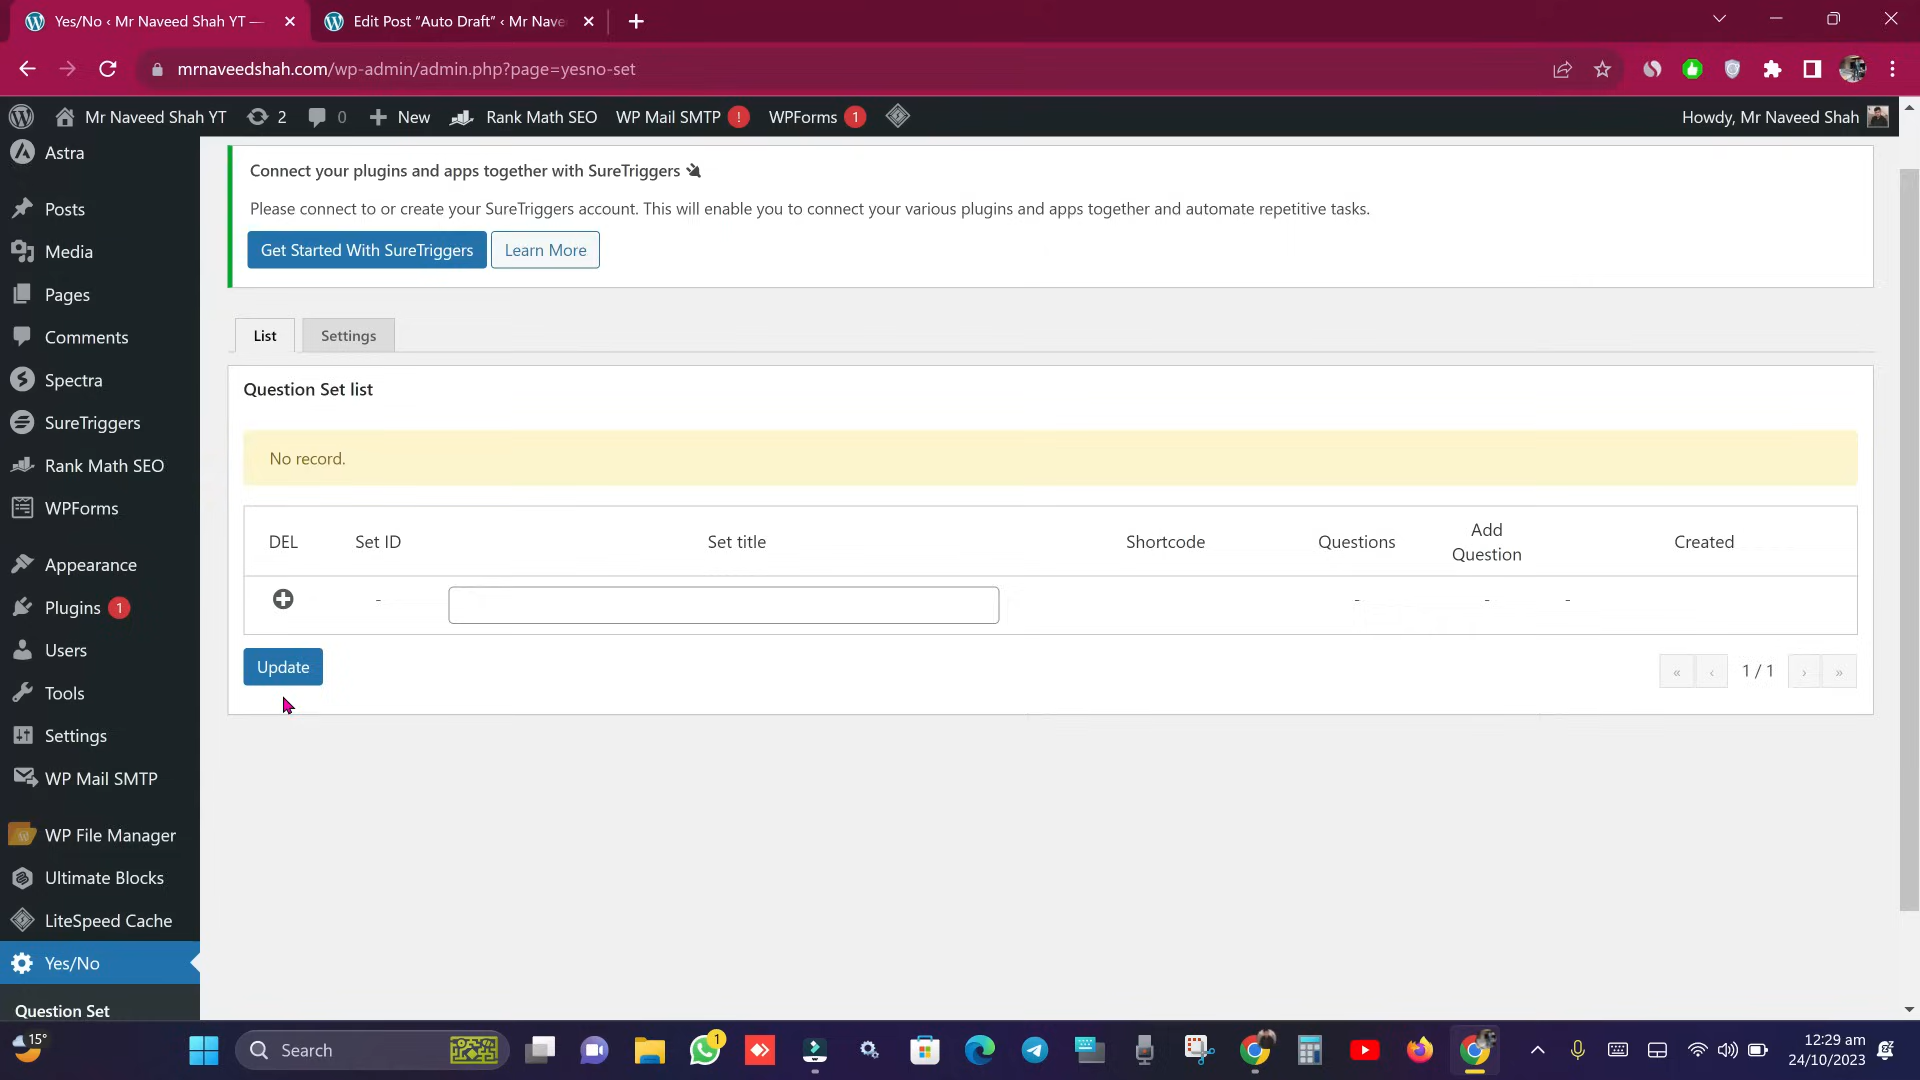 Yes/No ‹ Mr Naveed Shah YT —
Edit Post “Auto Draft” ‹ Mr Nave
mrnaveedshah.com/wp-admin/admin.php?page=yesno-set
Mr Naveed Shah YT
2
0
New
Rank Math SEO
WP Mail SMTP
!
WPForms
1
Howdy, Mr Naveed Shah
Astra
Posts
Media
Pages
Comments
Spectra
SureTriggers
Rank Math SEO
WPForms
Appearance
Plugins 1
Users
Tools
Settings
WP Mail SMTP
WP File Manager
Ultimate Blocks
LiteSpeed Cache
Yes/No
Question Set
Connect your plugins and apps together with SureTriggers
Please connect to or create your SureTriggers account. This will enable you to connect your various plugins and apps together and automate repetitive tasks.
Get Started With SureTriggers
Learn More
List
Settings
Question Set list
No record.
DEL
Set ID
Set title
Shortcode
Questions
Add
Question
Created
-
-
-
-
Update
« ‹ 1 / 1 › »
15°
Search
1
12:29 am
24/10/2023